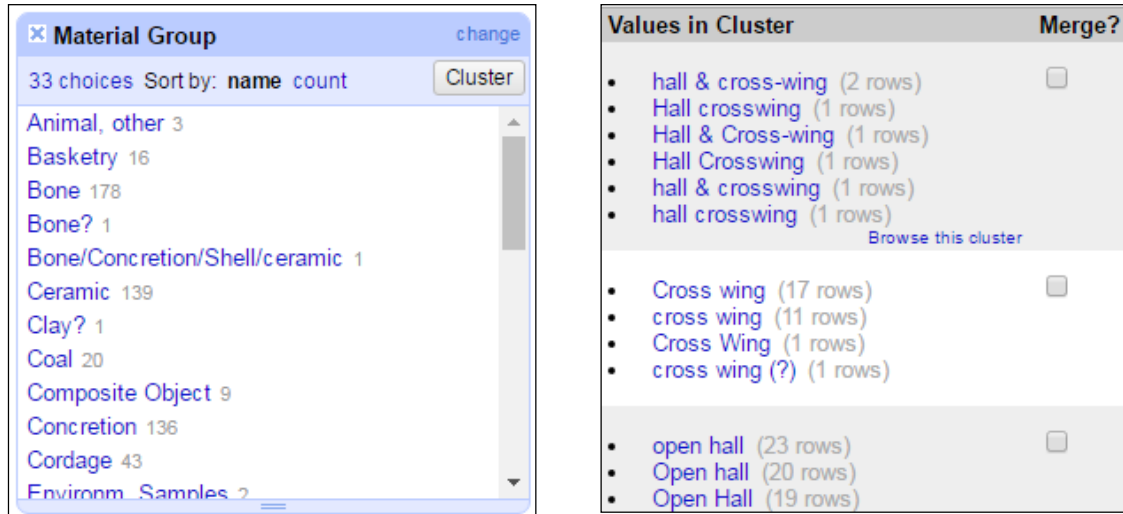 Material Group change
33 choices Sort by: name count Cluster
Animal, other 3
Basketry 16
Bone 178
Bone? 1
Bone/Concretion/Shell/ceramic 1
Ceramic 139
Clay? 1
Coal 20
Composite Object 9
Concretion 136
Cordage 43
Environm. Samples 2
Values in Cluster Merge?
• hall & cross-wing (2 rows)
• Hall crosswing (1 rows)
• Hall & Cross-wing (1 rows)
• Hall Crosswing (1 rows)
• hall & crosswing (1 rows)
• hall crosswing (1 rows)
Browse this cluster
• Cross wing (17 rows)
• cross wing (11 rows)
• Cross Wing (1 rows)
• cross wing (?) (1 rows)
• open hall (23 rows)
• Open hall (20 rows)
• Open Hall (19 rows)